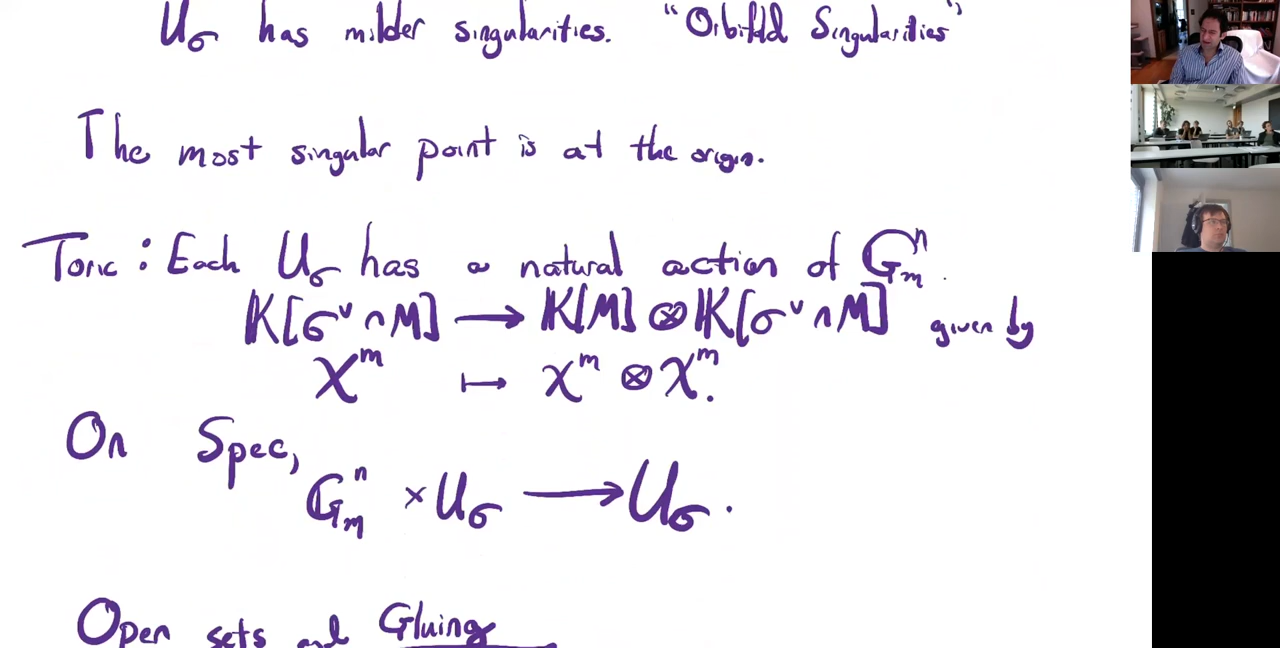 U_σ has milder singularities. "Orbifold Singularities"
The most singular point is at the origin.
Toric : Each U_σ has a natural action of G_m^n.
K[σ^∨ ∩ M] → K[M] ⊗ K[σ^∨ ∩ M] given by
χ^m ↦ χ^m ⊗ χ^m.
On Spec,
G_m^n × U_σ → U_σ.
Open sets and Gluing